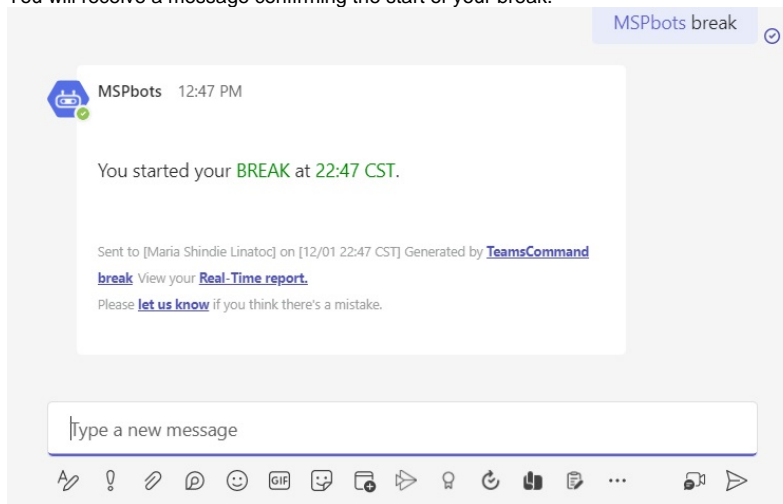 You will receive a message confirming the start of your break.
MSPbots break
MSPbots 12:47 PM
You started your BREAK at 22:47 CST.
Sent to [Maria Shindie Linatoc] on [12/01 22:47 CST] Generated by TeamsCommand
break View your Real-Time report.
Please let us know if you think there's a mistake.
Type a new message
GIF